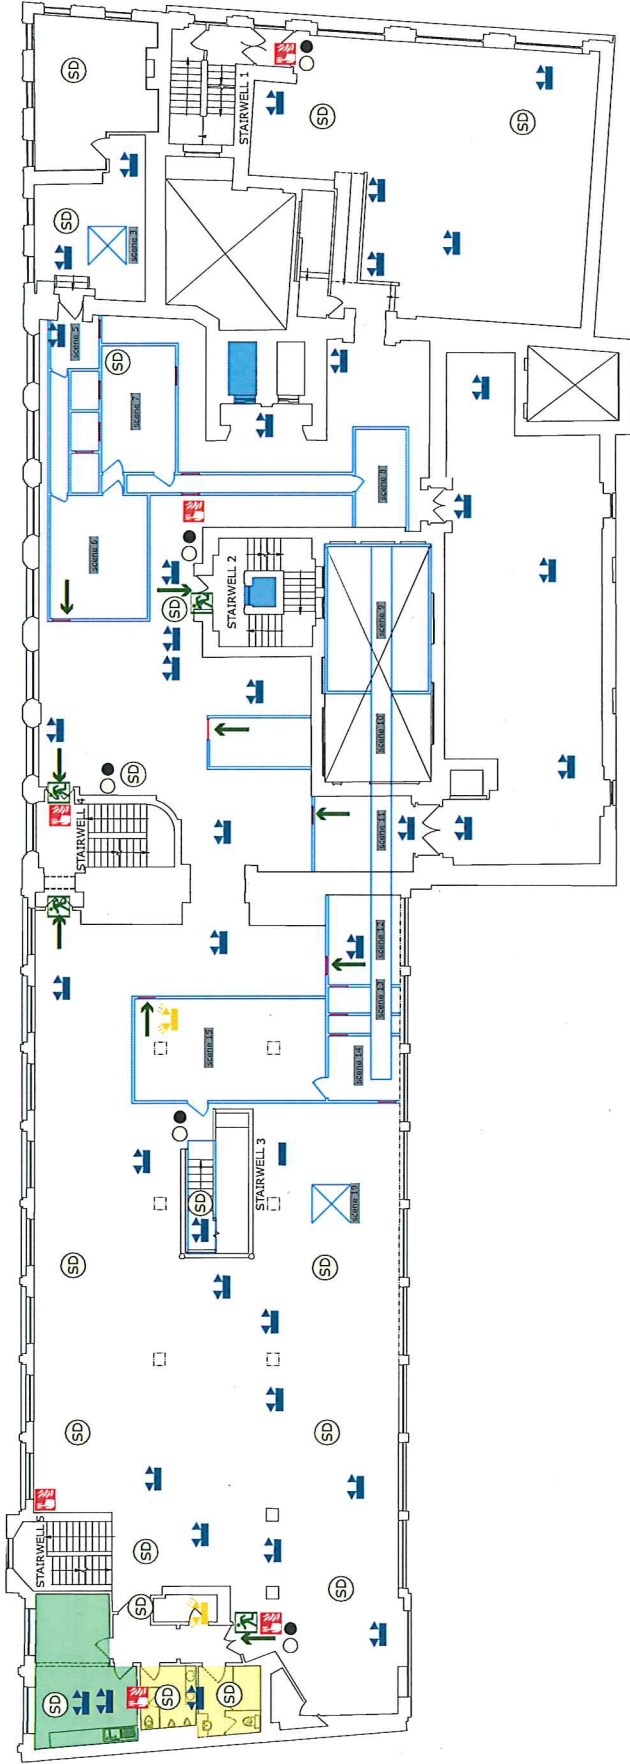 SD
STAIRWELL 1
SD
SD
SD
scene 3
scene 5
SD
scene 7
scene 8
scene 6
STAIRWELL 2
SD
scene 9
scene 10
SD
STAIRWELL 4
scene 11
scene 12
scene 13
scene 15
scene 14
STAIRWELL 3
SD
scene 19
SD
SD
SD
SD
STAIRWELL 5
SD
SD
SD
SD
SD
SD